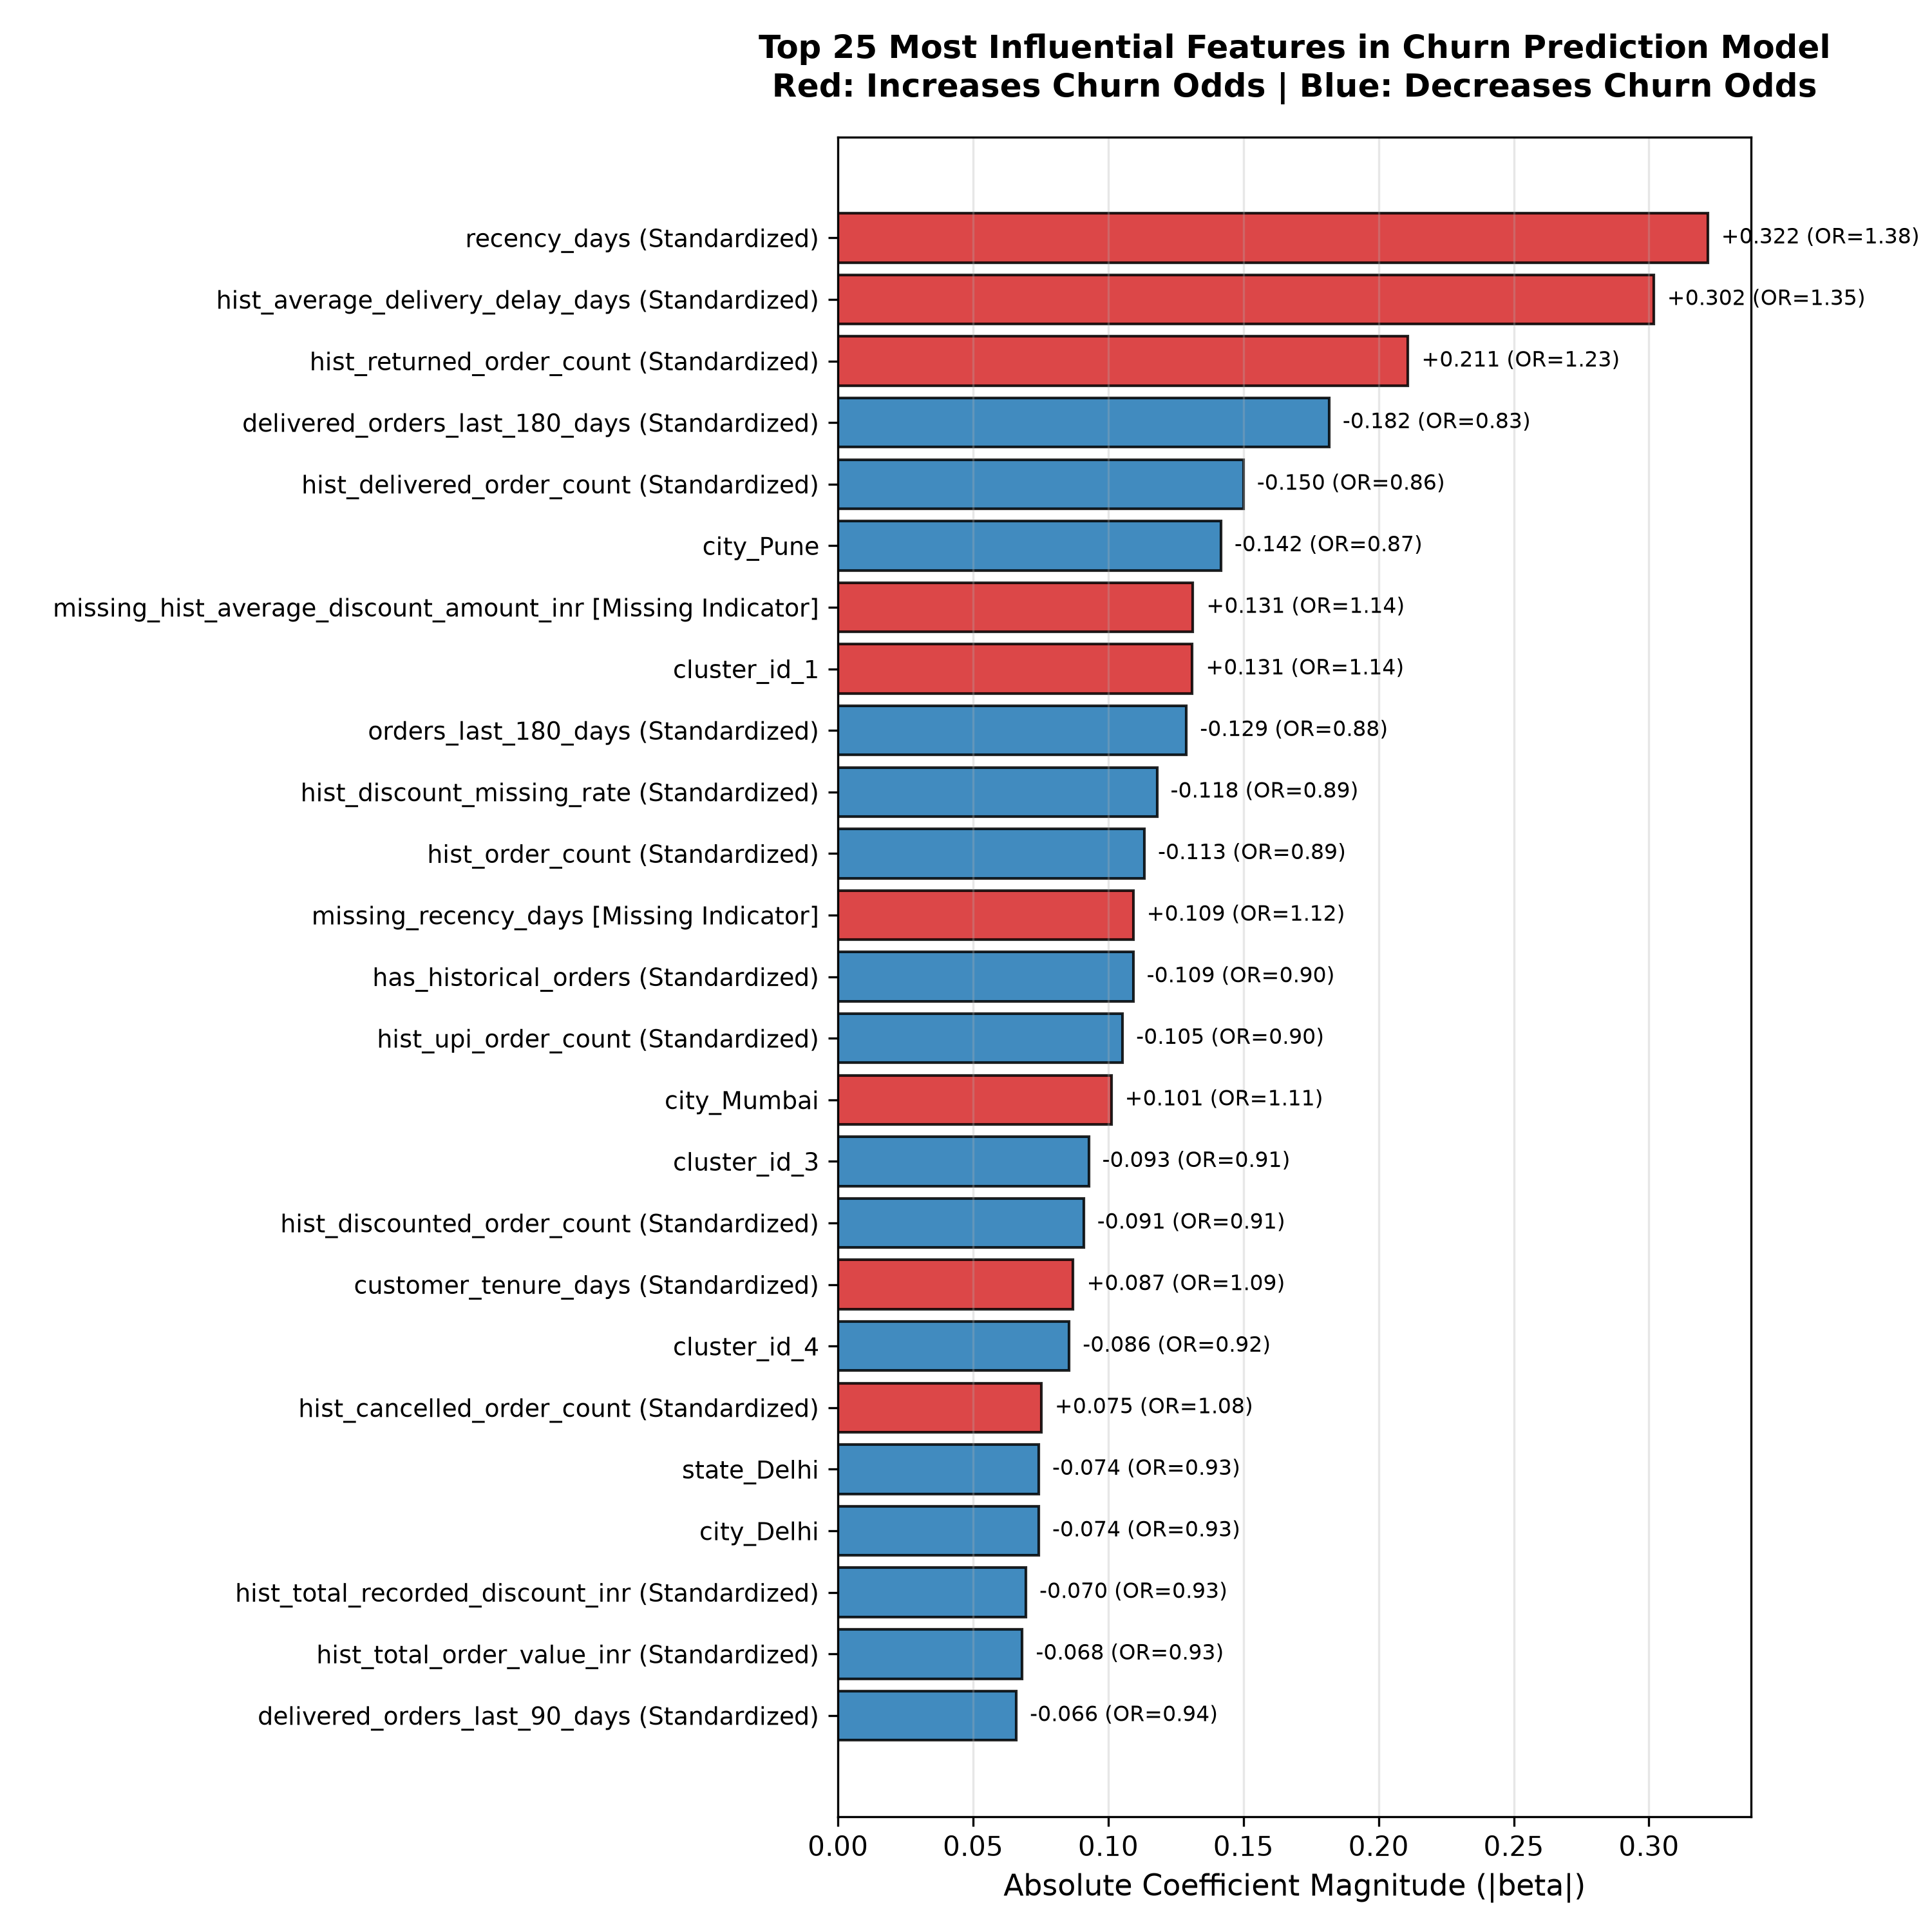 Top 25 Most Influential Features in Churn Prediction Model
Red: Increases Churn Odds | Blue: Decreases Churn Odds
recency_days (Standardized) +0.322 (OR=1.38)
hist_average_delivery_delay_days (Standardized) +0.302 (OR=1.35)
hist_returned_order_count (Standardized) +0.211 (OR=1.23)
delivered_orders_last_180_days (Standardized) -0.182 (OR=0.83)
hist_delivered_order_count (Standardized) -0.150 (OR=0.86)
city_Pune -0.142 (OR=0.87)
missing_hist_average_discount_amount_inr [Missing Indicator] +0.131 (OR=1.14)
cluster_id_1 +0.131 (OR=1.14)
orders_last_180_days (Standardized) -0.129 (OR=0.88)
hist_discount_missing_rate (Standardized) -0.118 (OR=0.89)
hist_order_count (Standardized) -0.113 (OR=0.89)
missing_recency_days [Missing Indicator] +0.109 (OR=1.12)
has_historical_orders (Standardized) -0.109 (OR=0.90)
hist_upi_order_count (Standardized) -0.105 (OR=0.90)
city_Mumbai +0.101 (OR=1.11)
cluster_id_3 -0.093 (OR=0.91)
hist_discounted_order_count (Standardized) -0.091 (OR=0.91)
customer_tenure_days (Standardized) +0.087 (OR=1.09)
cluster_id_4 -0.086 (OR=0.92)
hist_cancelled_order_count (Standardized) +0.075 (OR=1.08)
state_Delhi -0.074 (OR=0.93)
city_Delhi -0.074 (OR=0.93)
hist_total_recorded_discount_inr (Standardized) -0.070 (OR=0.93)
hist_total_order_value_inr (Standardized) -0.068 (OR=0.93)
delivered_orders_last_90_days (Standardized) -0.066 (OR=0.94)
0.00 0.05 0.10 0.15 0.20 0.25 0.30
Absolute Coefficient Magnitude (|beta|)